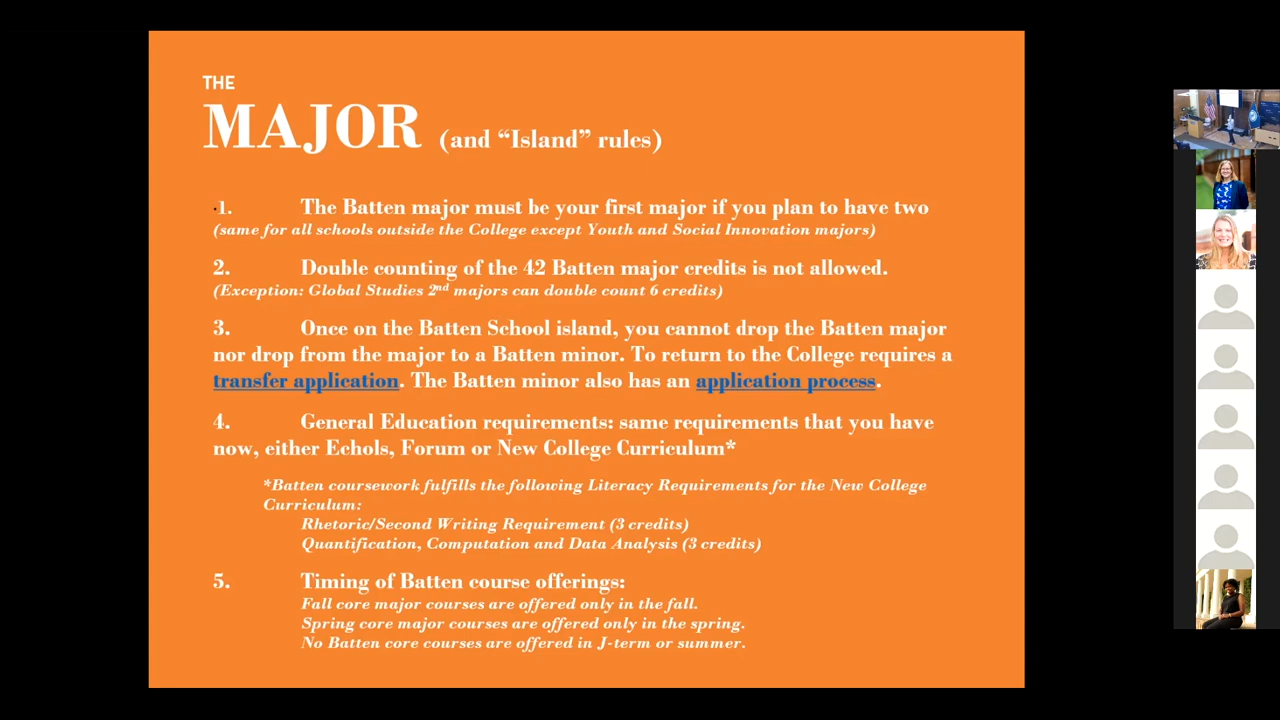 THE
MAJOR (and “Island” rules)
1. The Batten major must be your first major if you plan to have two
(same for all schools outside the College except Youth and Social Innovation majors)
2. Double counting of the 42 Batten major credits is not allowed.
(Exception: Global Studies 2nd majors can double count 6 credits)
3. Once on the Batten School island, you cannot drop the Batten major
nor drop from the major to a Batten minor. To return to the College requires a
transfer application. The Batten minor also has an application process.
4. General Education requirements: same requirements that you have
now, either Echols, Forum or New College Curriculum*
*Batten coursework fulfills the following Literacy Requirements for the New College
Curriculum:
Rhetoric/Second Writing Requirement (3 credits)
Quantification, Computation and Data Analysis (3 credits)
5. Timing of Batten course offerings:
Fall core major courses are offered only in the fall.
Spring core major courses are offered only in the spring.
No Batten core courses are offered in J-term or summer.